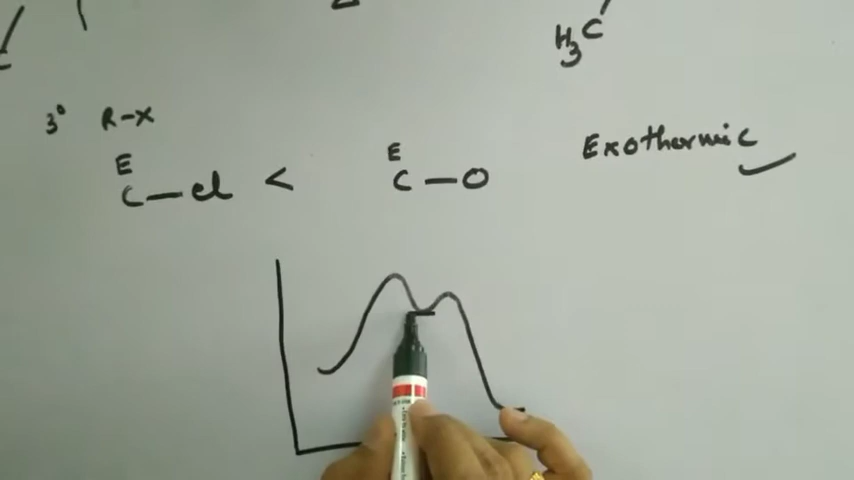 H3C
3° R-X
E E
C — Cl < C — O
Exothermic